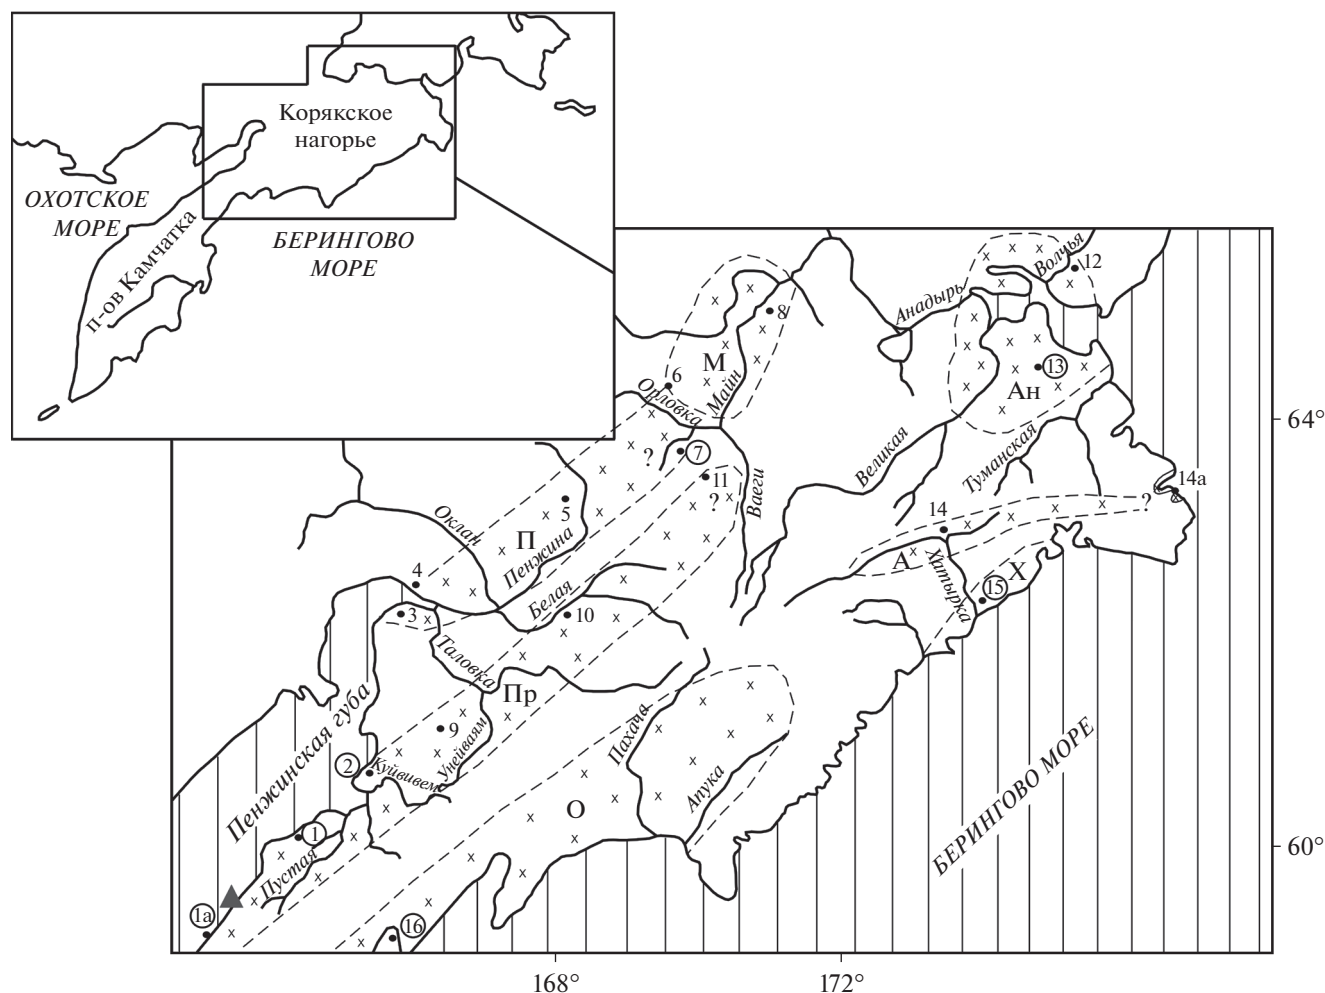 Корякское
нагорье
ОХОТСКОЕ
МОРЕ
п-ов Камчатка
БЕРИНГОВО
МОРЕ
Волчья
12
Анадырь
8
М
6
Орловка
Майн
13
Ан
64°
?
7
11
?
Ваеги
Великая
Туманская
14а
?
14
Оклан
5
П
Пенжина
А
Хатырка
Х
15
4
Белая
3
10
Таловка
Пр
9
Унейваям
2
Куйвивем
Пенжинская губа
Пахача
Апука
О
БЕРИНГОВО МОРЕ
1
Пустая
60°
1а
16
168°
172°